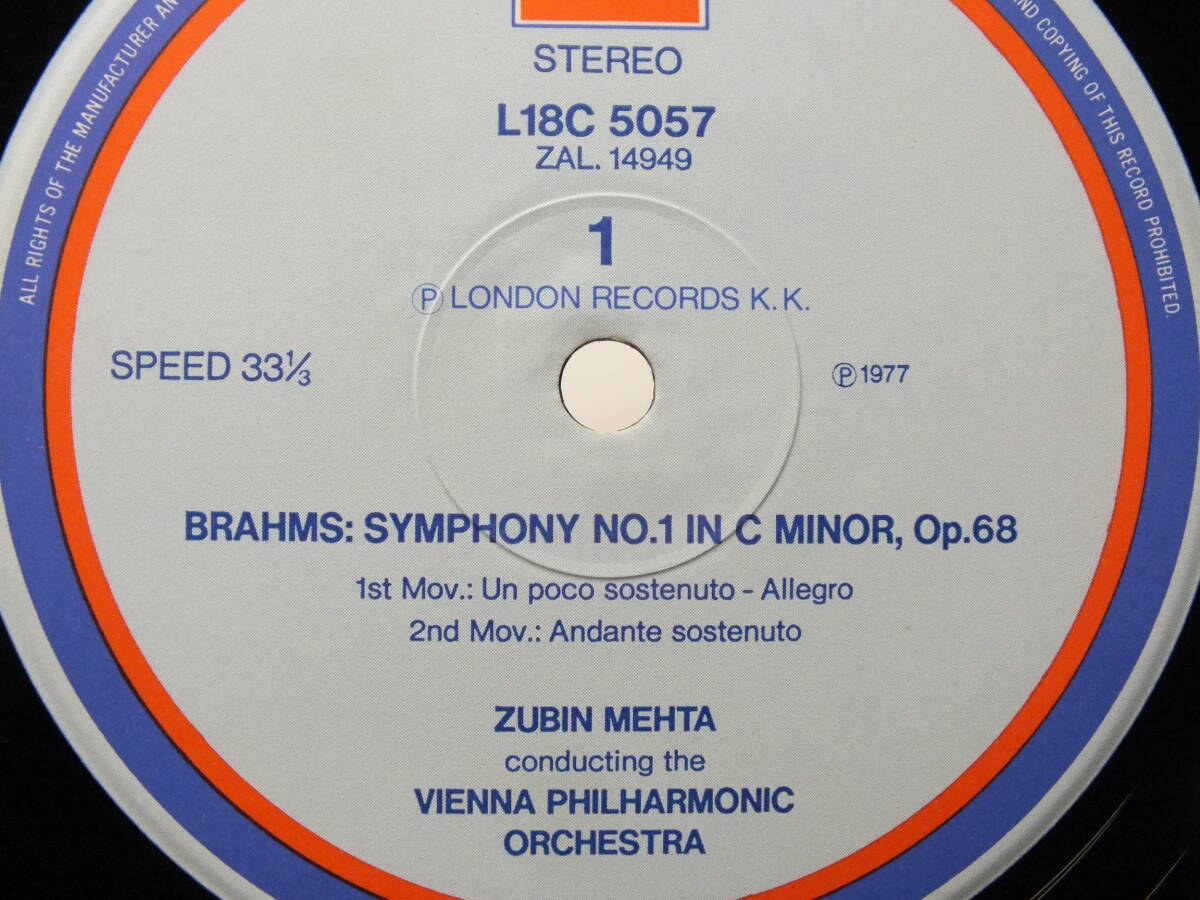 STEREO
L18C 5057
ZAL. 14949
1
Ⓟ LONDON RECORDS K. K.
SPEED 33⅓
Ⓟ 1977
BRAHMS: SYMPHONY NO.1 IN C MINOR, Op.68
1st Mov.: Un poco sostenuto - Allegro
2nd Mov.: Andante sostenuto
ZUBIN MEHTA
conducting the
VIENNA PHILHARMONIC
ORCHESTRA
ALL RIGHTS OF THE MANUFACTURER AN
AND COPYING OF THIS RECORD PROHIBITED.